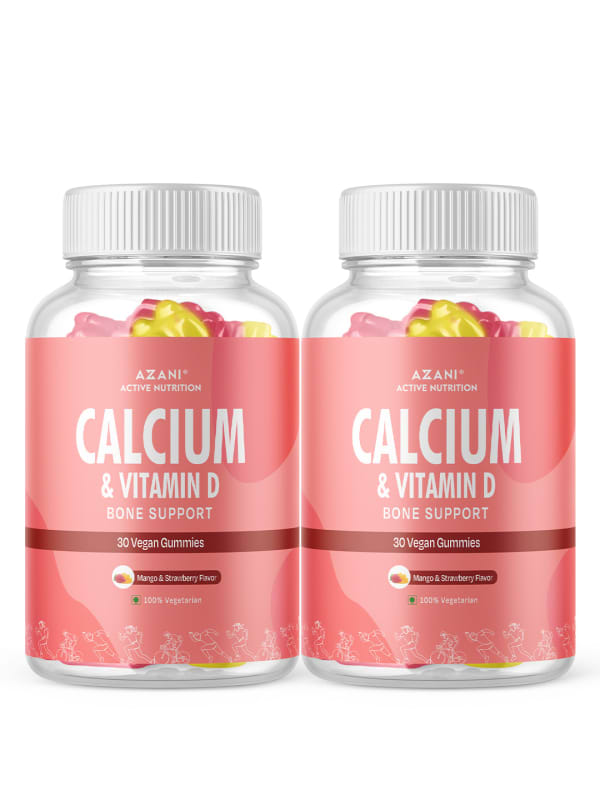 AZANI®
ACTIVE NUTRITION
CALCIUM
& VITAMIN D
BONE SUPPORT
30 Vegan Gummies
Mango & Strawberry Flavor
100% Vegetarian
AZANI®
ACTIVE NUTRITION
CALCIUM
& VITAMIN D
BONE SUPPORT
30 Vegan Gummies
Mango & Strawberry Flavor
100% Vegetarian